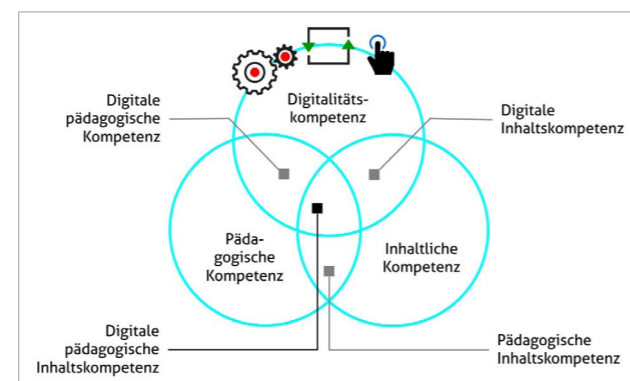 Digitalitäts-
kompetenz
Digitale
pädagogische
Kompetenz
Digitale
Inhaltskompetenz
Päda-
gogische
Kompetenz
Inhaltliche
Kompetenz
Digitale
pädagogische
Inhaltskompetenz
Pädagogische
Inhaltskompetenz